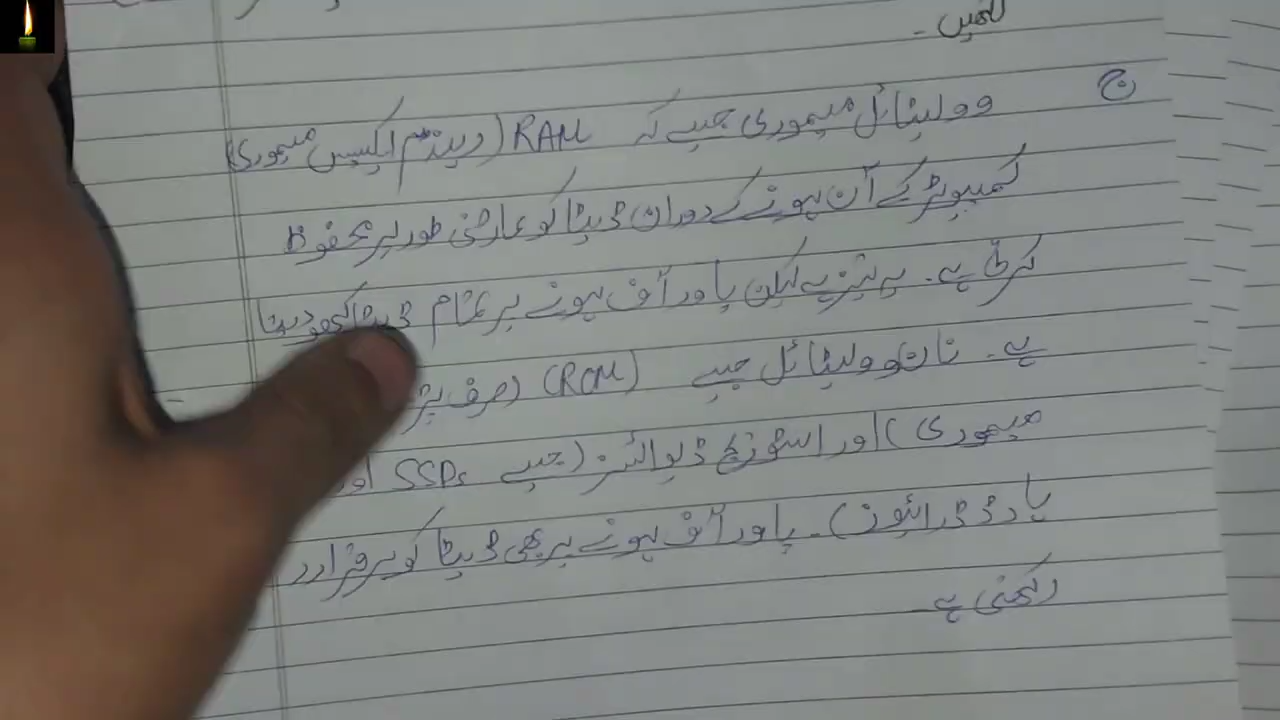 لکھیں۔
ج
وولیٹائل میموری جیسے کہ RAM (رینڈم ایکسیس میموری)
کمپیوٹر کے آن ہونے کے دوران ڈیٹا کو عارضی طور پر محفوظ
کرتی ہے۔ یہ تیز ہے لیکن پاور آف ہونے پر تمام ڈیٹا کھو دیتا
ہے۔ نان وولیٹائل جیسے (ROM) (صرف
میموری) اور اسٹوریج ڈیوائسز (جیسے SSDs
ہارڈ ڈرائیوز)۔ پاور آف ہونے پر بھی ڈیٹا کو برقرار
رکھتی ہے۔